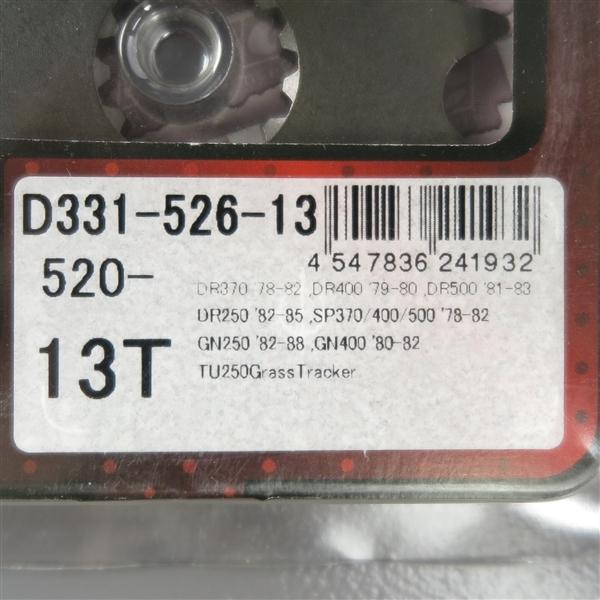 D331-526-13
4 547836 241932
520-
DR370 '78-82 ,DR400 '79-80 ,DR500 '81-83
DR250 '82-85 ,SP370/400/500 '78-82
13T
GN250 '82-88 ,GN400 '80-82
TU250GrassTracker